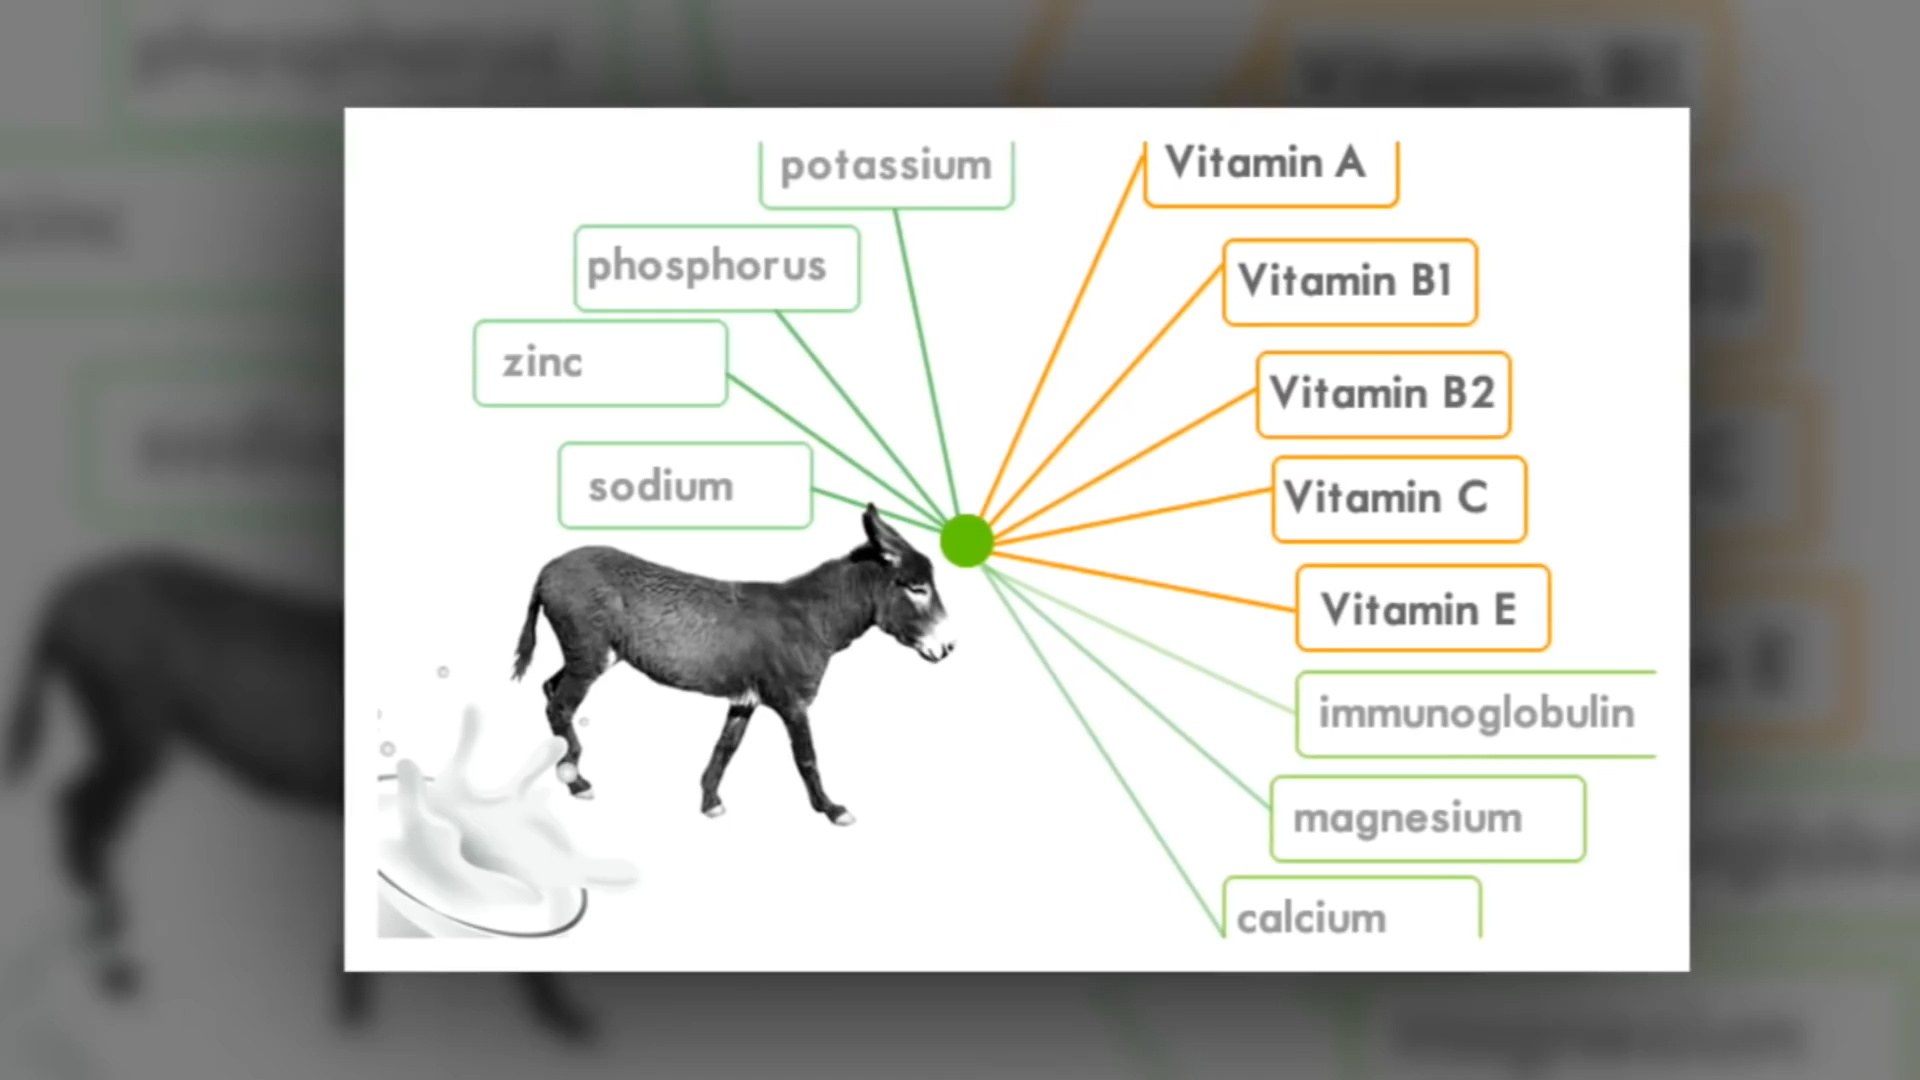 potassium
phosphorus
zinc
sodium
Vitamin A
Vitamin B1
Vitamin B2
Vitamin C
Vitamin E
immunoglobulin
magnesium
calcium